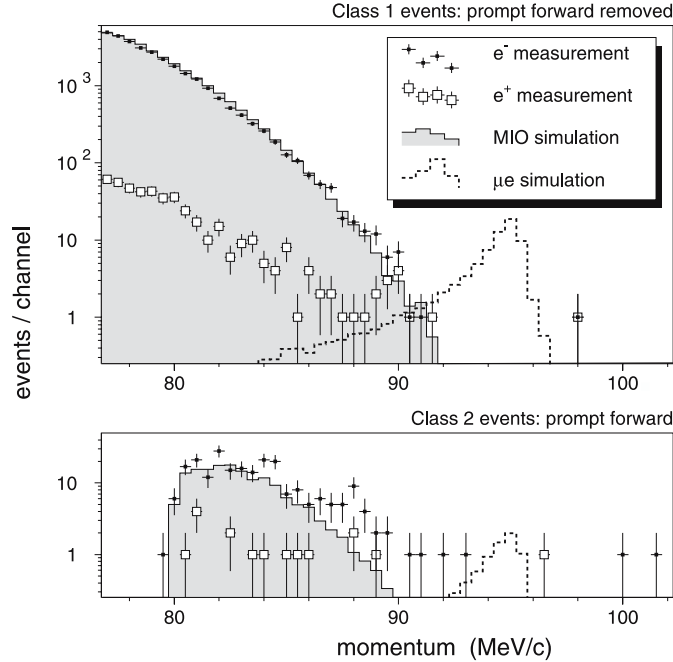 Class 1 events: prompt forward removed
e⁻ measurement
e⁺ measurement
MIO simulation
μe simulation
10³
10²
10
1
80
90
100
events / channel
Class 2 events: prompt forward
10
1
80
90
100
momentum (MeV/c)